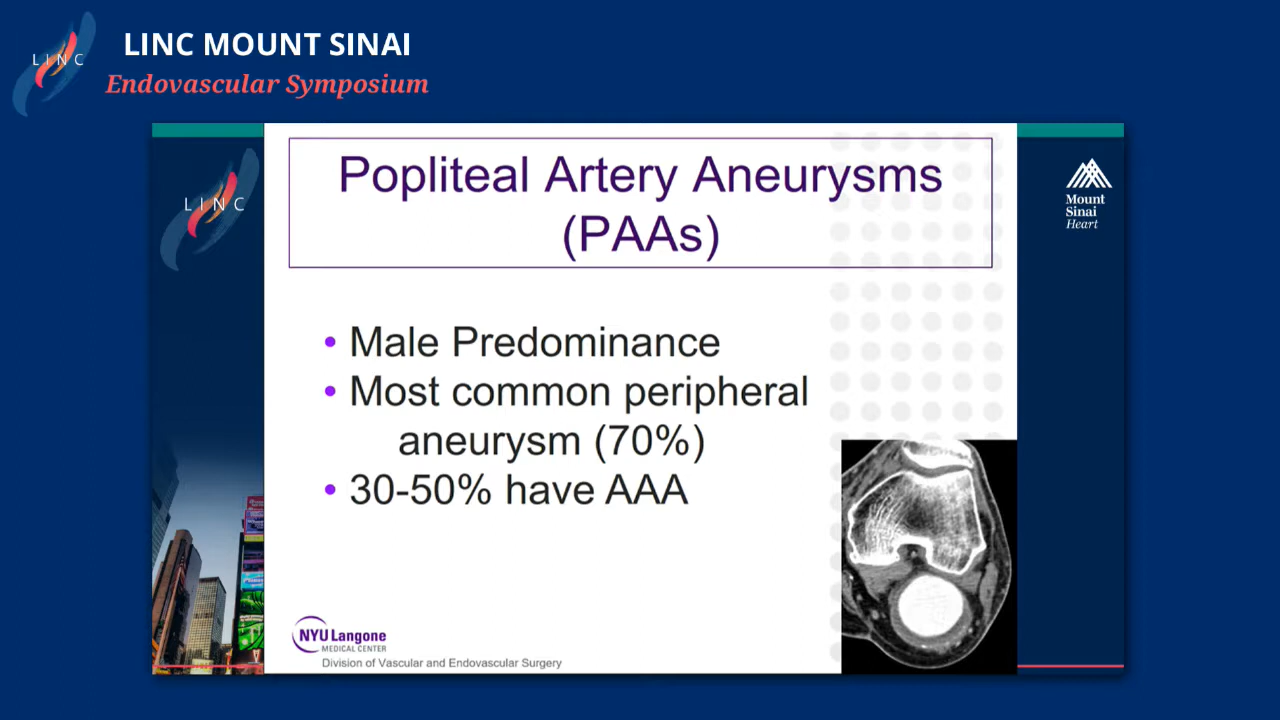 LINC
LINC MOUNT SINAI
Endovascular Symposium
LINC
Popliteal Artery Aneurysms
(PAAs)
Mount
Sinai
Heart
• Male Predominance
• Most common peripheral
aneurysm (70%)
• 30-50% have AAA
NYU Langone
MEDICAL CENTER
Division of Vascular and Endovascular Surgery